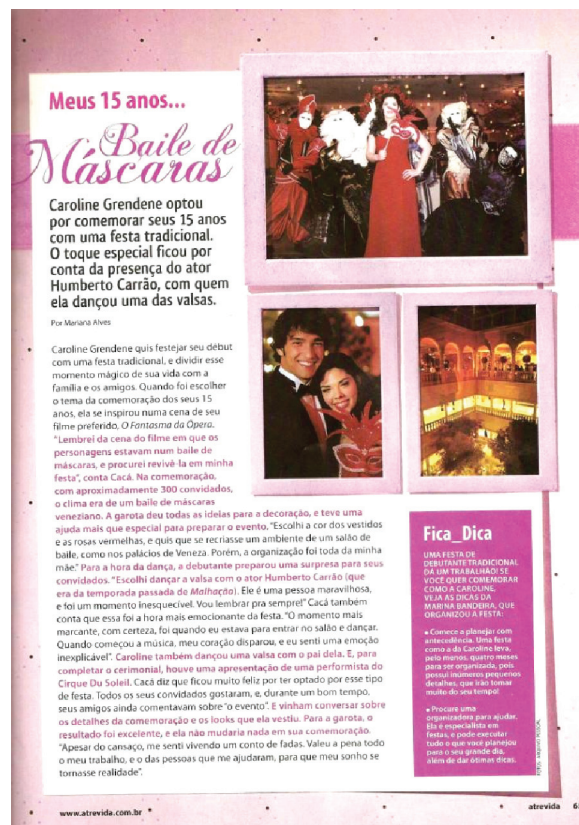 Meus 15 anos...
Baile de
Máscaras
Caroline Grendene optou
por comemorar seus 15 anos
com uma festa tradicional.
O toque especial ficou por
conta da presença do ator
Humberto Carrão, com quem
ela dançou uma das valsas.
Por Mariana Alves
Caroline Grendene quis festejar seu début
com uma festa tradicional, e dividir esse
momento mágico de sua vida com a
família e os amigos. Quando foi escolher
o tema da comemoração dos seus 15
anos, ela se inspirou numa cena de seu
filme preferido, O Fantasma da Ópera.
"Lembrei da cena do filme em que os
personagens estavam num baile de
máscaras, e procurei revivê-la em minha
festa", conta Cacá. Na comemoração,
com aproximadamente 300 convidados,
o clima era de um baile de máscaras
veneziano. A garota deu todas as ideias para a decoração, e teve uma
ajuda mais que especial para preparar o evento. "Escolhi a cor dos vestidos
e as rosas vermelhas, e quis que se recriasse um ambiente de um salão de
baile, como nos palácios de Veneza. Porém, a organização foi toda da minha
mãe." Para a hora da dança, a debutante preparou uma surpresa para seus
convidados. "Escolhi dançar a valsa com o ator Humberto Carrão (que
era da temporada passada de Malhação). Ele é uma pessoa maravilhosa,
e foi um momento inesquecível. Vou lembrar pra sempre!" Cacá também
conta que essa foi a hora mais emocionante da festa. "O momento mais
marcante, com certeza, foi quando eu estava para entrar no salão e dançar.
Quando começou a música, meu coração disparou, e eu senti uma emoção
inexplicável". Caroline também dançou uma valsa com o pai dela. E, para
completar o cerimonial, houve uma apresentação de uma performista do
Cirque Du Soleil. Cacá diz que ficou muito feliz por ter optado por esse tipo
de festa. Todos os seus convidados gostaram, e, durante um bom tempo,
seus amigos ainda comentavam sobre "o evento". E vinham conversar sobre
os detalhes da comemoração e os looks que ela vestiu. Para a garota, o
resultado foi excelente, e ela não mudaria nada em sua comemoração.
"Apesar do cansaço, me senti vivendo um conto de fadas. Valeu a pena todo
o meu trabalho, e o das pessoas que me ajudaram, para que meu sonho se
tornasse realidade".
Fica_Dica
UMA FESTA DE
DEBUTANTE TRADICIONAL
DÁ UM TRABALHÃO! SE
VOCÊ QUER COMEMORAR
COMO A CAROLINE,
VEJA AS DICAS DA
MARINA BANDEIRA, QUE
ORGANIZOU A FESTA:
• Comece a planejar com
antecedência. Uma festa
como a da Caroline leva,
pelo menos, quatro meses
para ser organizada, pois
possui inúmeros pequenos
detalhes, que irão tomar
muito do seu tempo!
• Procure uma
organizadora para ajudar.
Ela é especialista em
festas, e pode executar
tudo o que você planejou
para o seu grande dia,
além de dar ótimas dicas.
FOTOS: ARQUIVO PESSOAL
www.atrevida.com.br
atrevida 6